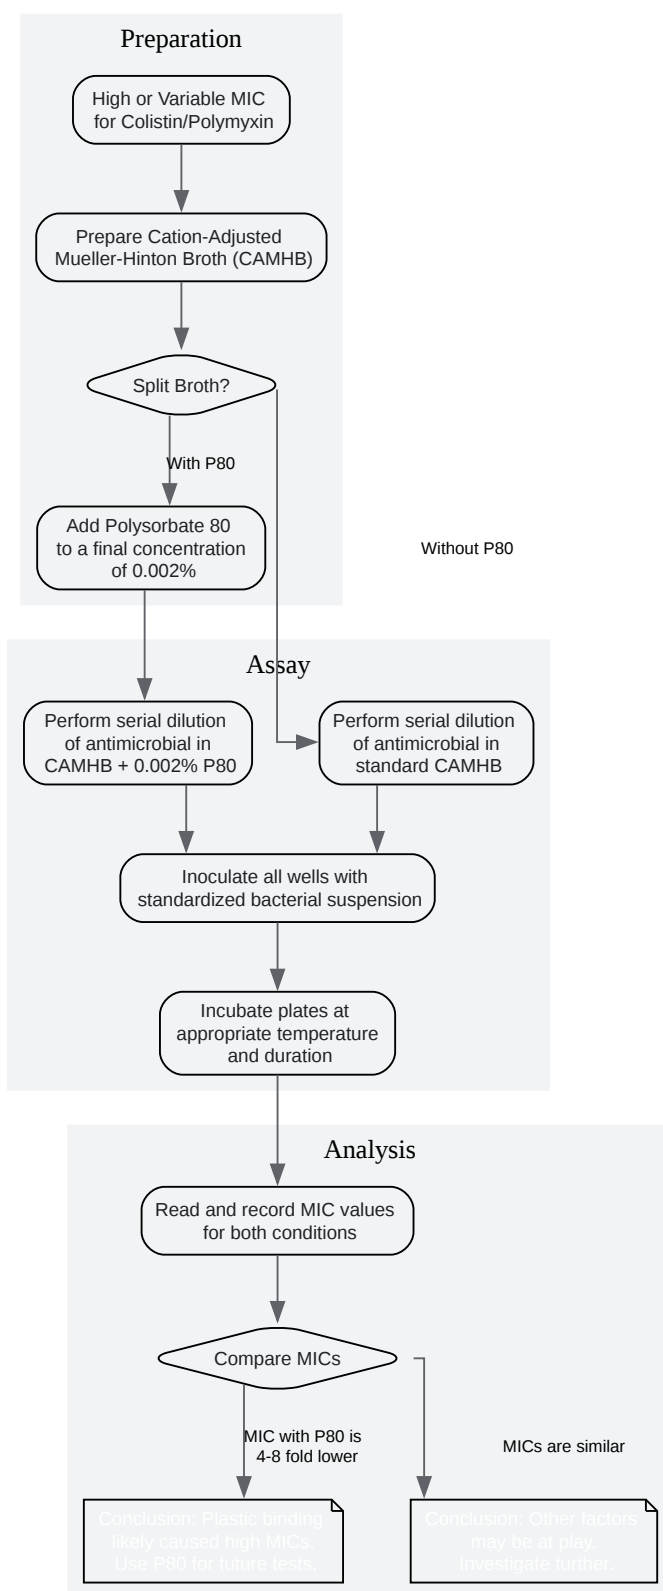 Preparation
High or Variable MIC
for Colistin/Polymyxin
Prepare Cation-Adjusted
Mueller-Hinton Broth (CAMHB)
Split Broth?
With P80
Add Polysorbate 80
to a final concentration
of 0.002%
Without P80
Assay
Perform serial dilution
of antimicrobial in
CAMHB + 0.002% P80
Perform serial dilution
of antimicrobial in
standard CAMHB
Inoculate all wells with
standardized bacterial suspension
Incubate plates at
appropriate temperature
and duration
Analysis
Read and record MIC values
for both conditions
Compare MICs
MIC with P80 is
4-8 fold lower
MICs are similar
Conclusion: Plastic binding
likely caused high MICs.
Use P80 for future tests.
Conclusion: Other factors
may be at play.
Investigate further.